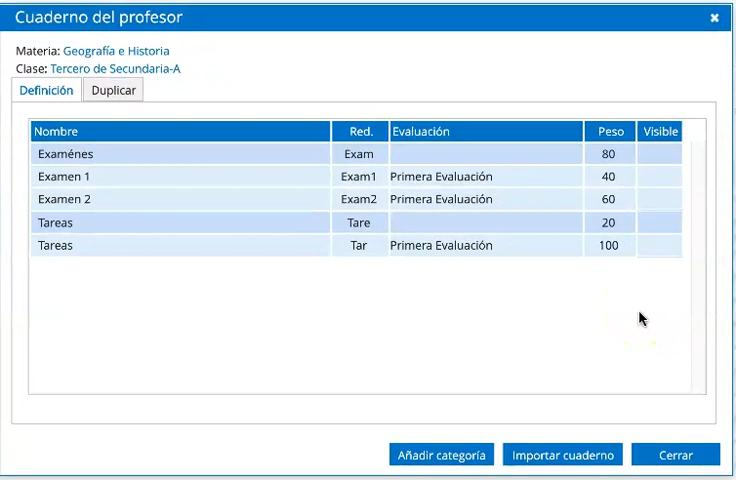 Cuaderno del profesor
Materia: Geografía e Historia
Clase: Tercero de Secundaria-A
Definición Duplicar
Nombre Red. Evaluación Peso Visible
Examénes Exam 80
Examen 1 Exam1 Primera Evaluación 40
Examen 2 Exam2 Primera Evaluación 60
Tareas Tare 20
Tareas Tar Primera Evaluación 100
Añadir categoría Importar cuaderno Cerrar